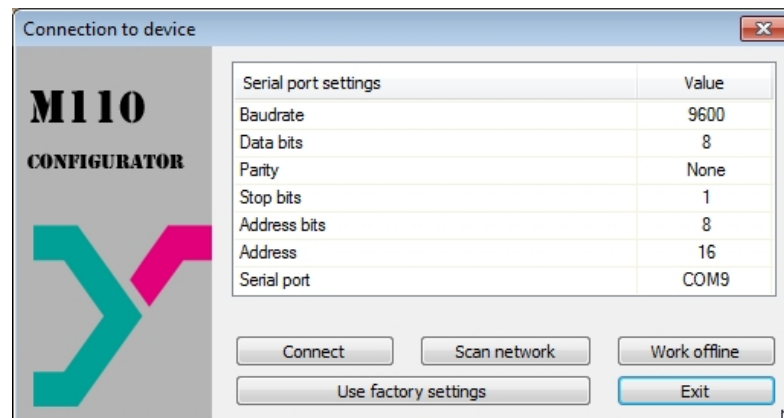 Connection to device
M110
CONFIGURATOR
Serial port settings Value
Baudrate 9600
Data bits 8
Parity None
Stop bits 1
Address bits 8
Address 16
Serial port COM9
Connect Scan network Work offline
Use factory settings Exit